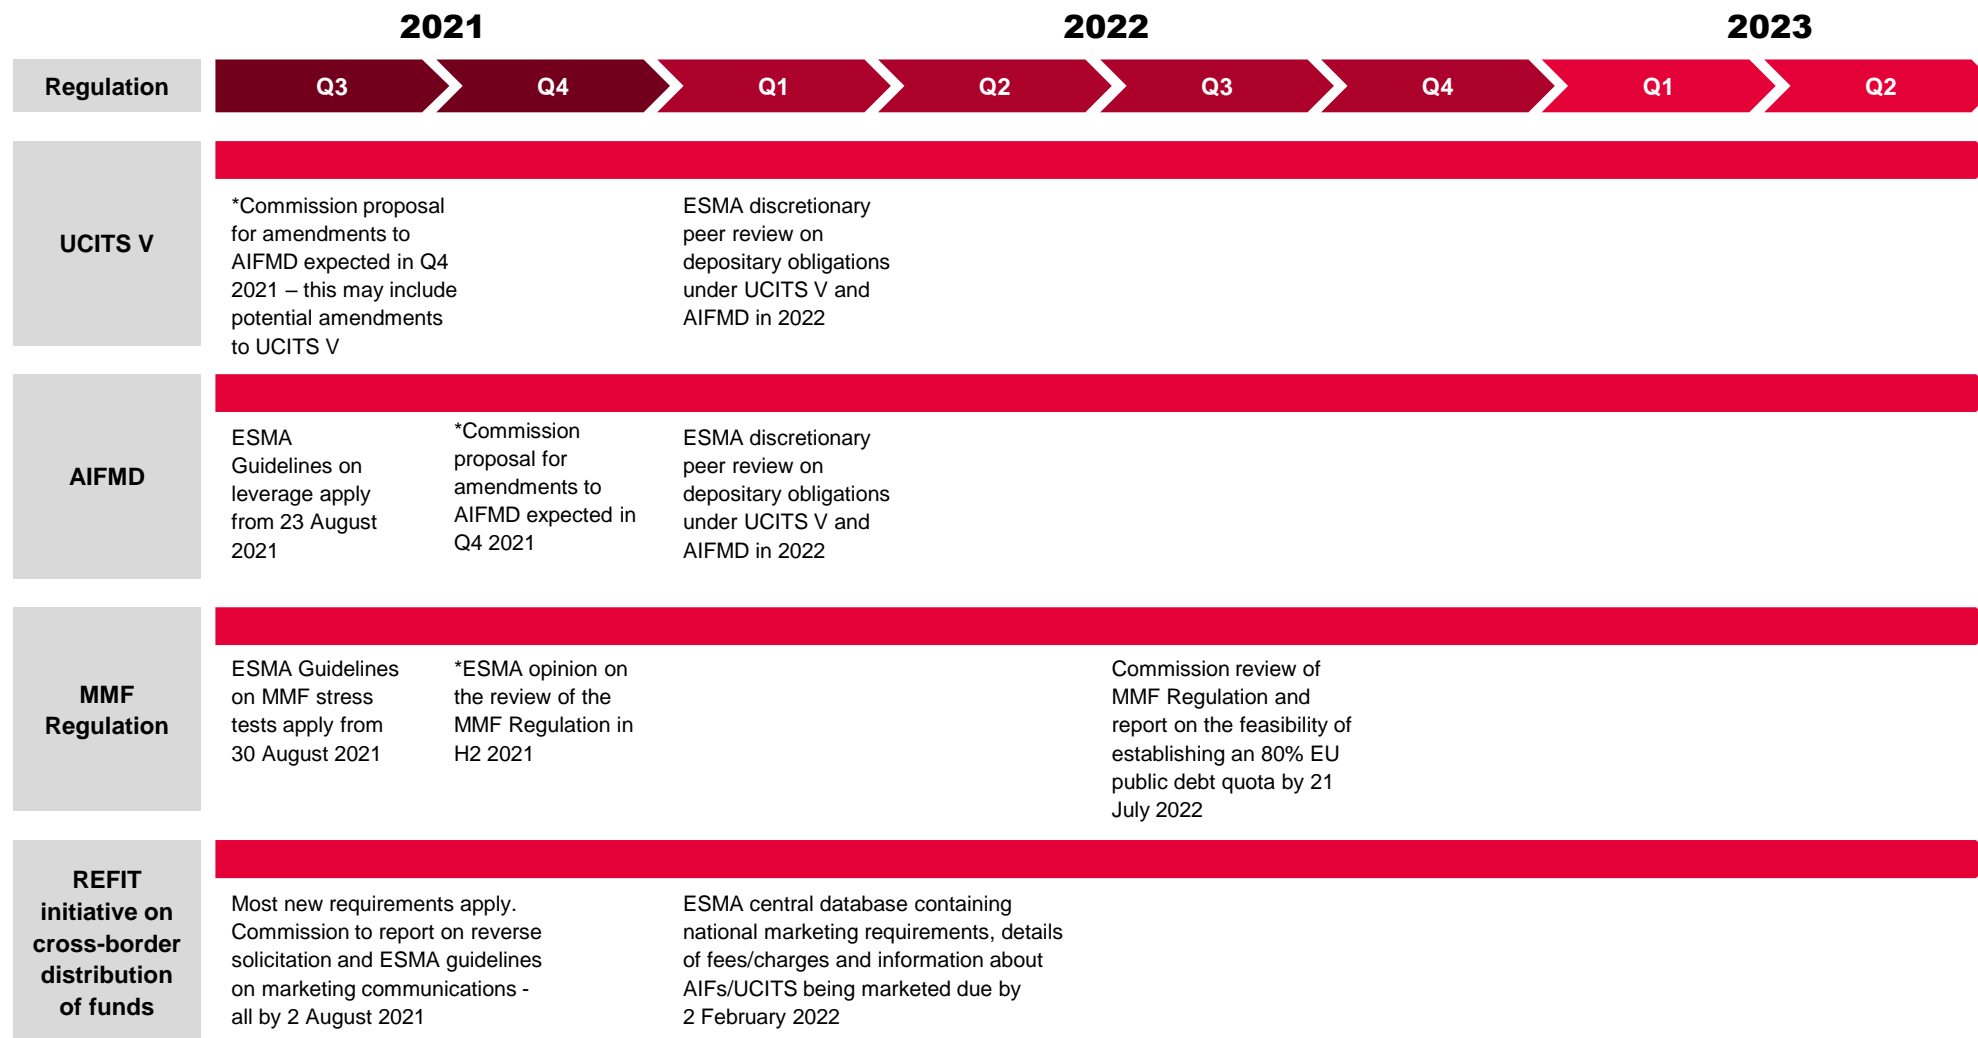 2021
2022
2023
Regulation
Q3
Q4
Q1
Q2
Q3
Q4
Q1
Q2
UCITS V
*Commission proposal
for amendments to
AIFMD expected in Q4
2021 – this may include
potential amendments
to UCITS V
ESMA discretionary
peer review on
depositary obligations
under UCITS V and
AIFMD in 2022
AIFMD
ESMA
Guidelines on
leverage apply
from 23 August
2021
*Commission
proposal for
amendments to
AIFMD expected in
Q4 2021
ESMA discretionary
peer review on
depositary obligations
under UCITS V and
AIFMD in 2022
MMF
Regulation
ESMA Guidelines
on MMF stress
tests apply from
30 August 2021
*ESMA opinion on
the review of the
MMF Regulation in
H2 2021
Commission review of
MMF Regulation and
report on the feasibility of
establishing an 80% EU
public debt quota by 21
July 2022
REFIT
initiative on
cross-border
distribution
of funds
Most new requirements apply.
Commission to report on reverse
solicitation and ESMA guidelines
on marketing communications -
all by 2 August 2021
ESMA central database containing
national marketing requirements, details
of fees/charges and information about
AIFs/UCITS being marketed due by
2 February 2022